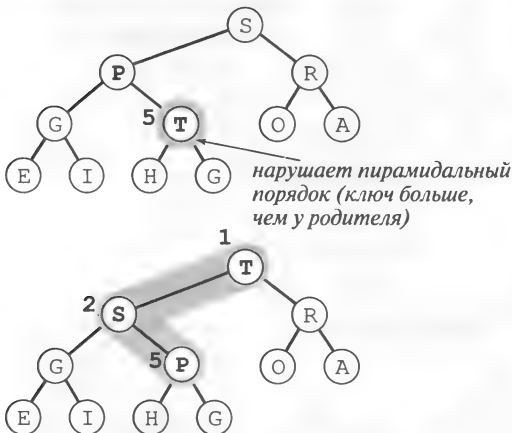 S
P R
G 5 T O A
E I H G
нарушает пирамидальный
порядок (ключ больше,
чем у родителя)
1
T
2 S R
G 5 P O A
E I H G